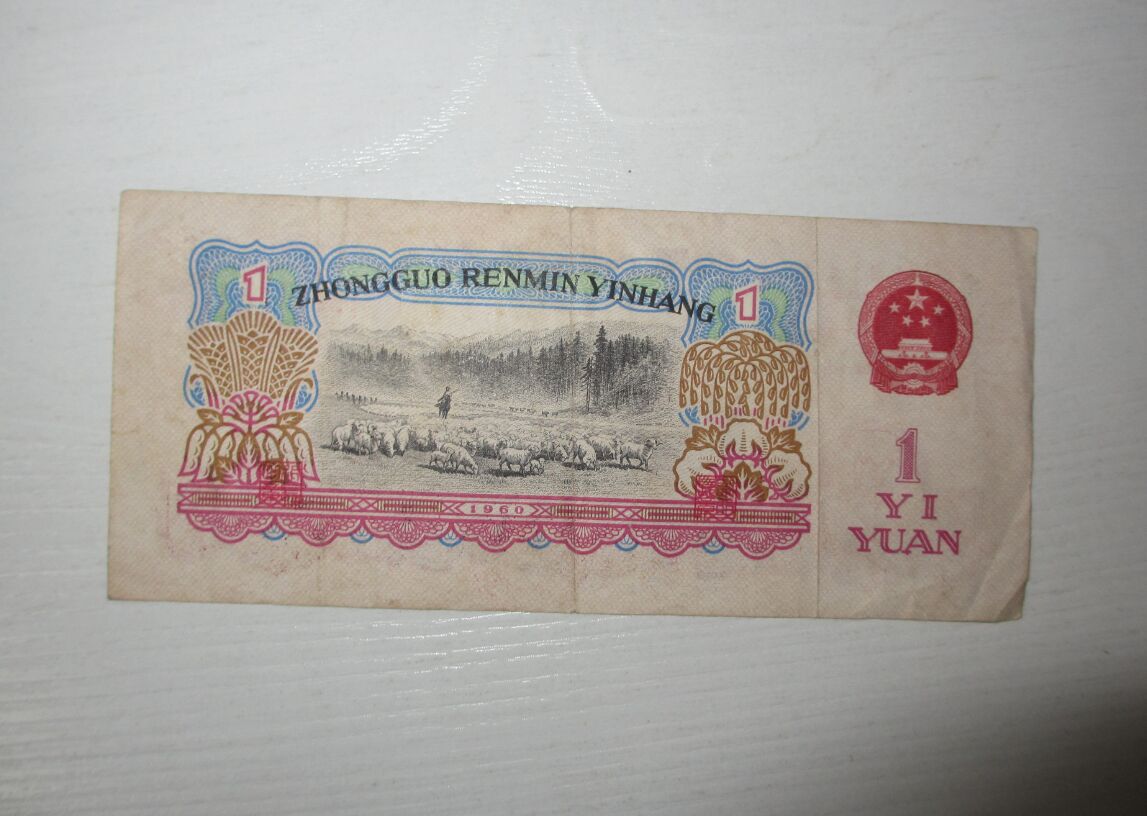 1 ZHONGGUO RENMIN YINHANG 1
1960
1
YI
YUAN